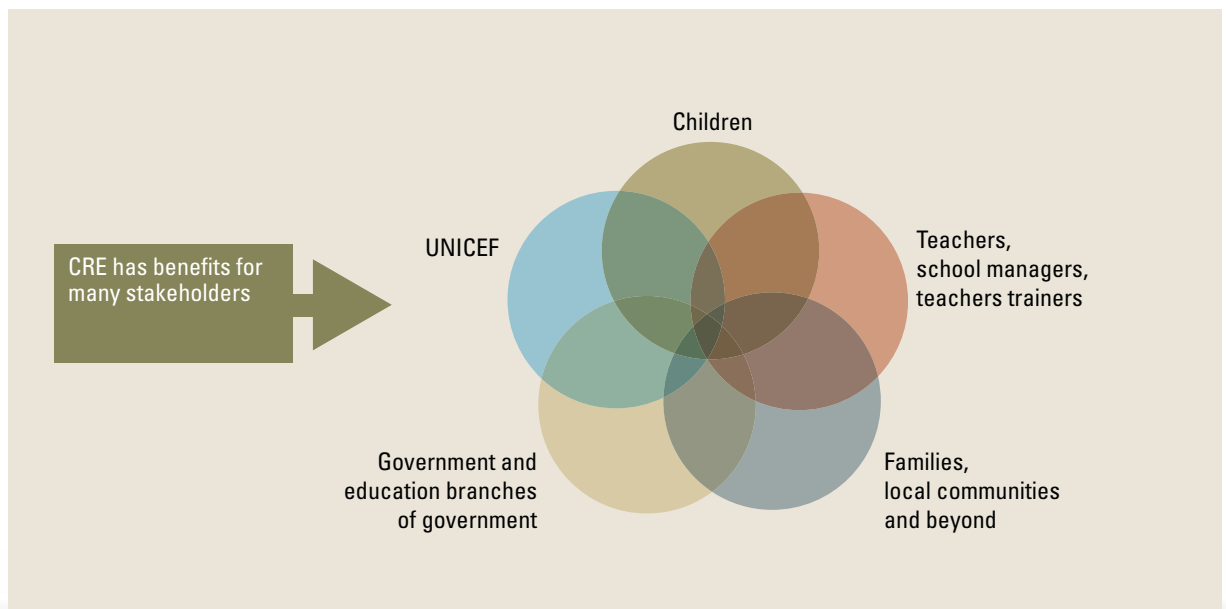 CRE has benefits for
many stakeholders
Children
UNICEF
Teachers,
school managers,
teachers trainers
Government and
education branches
of government
Families,
local communities
and beyond